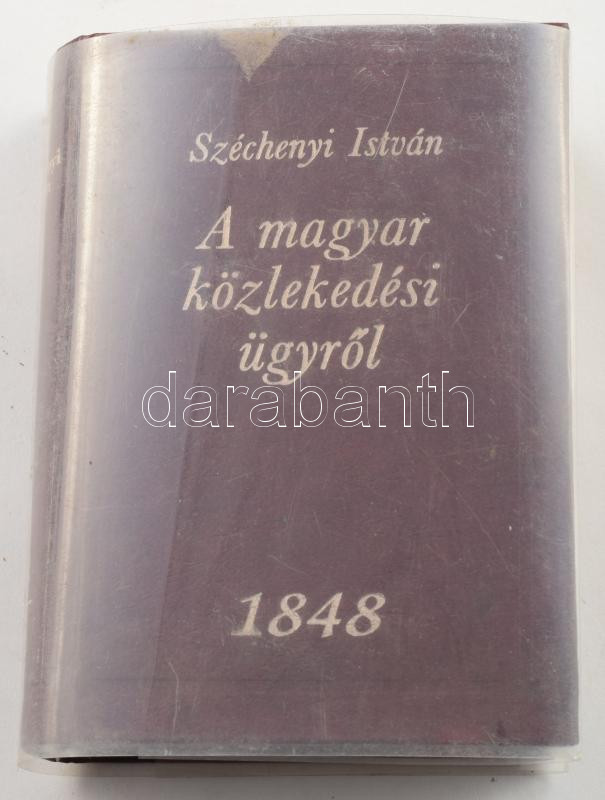 Széchenyi István
A magyar
közlekedési
ügyről
darabanth
1848